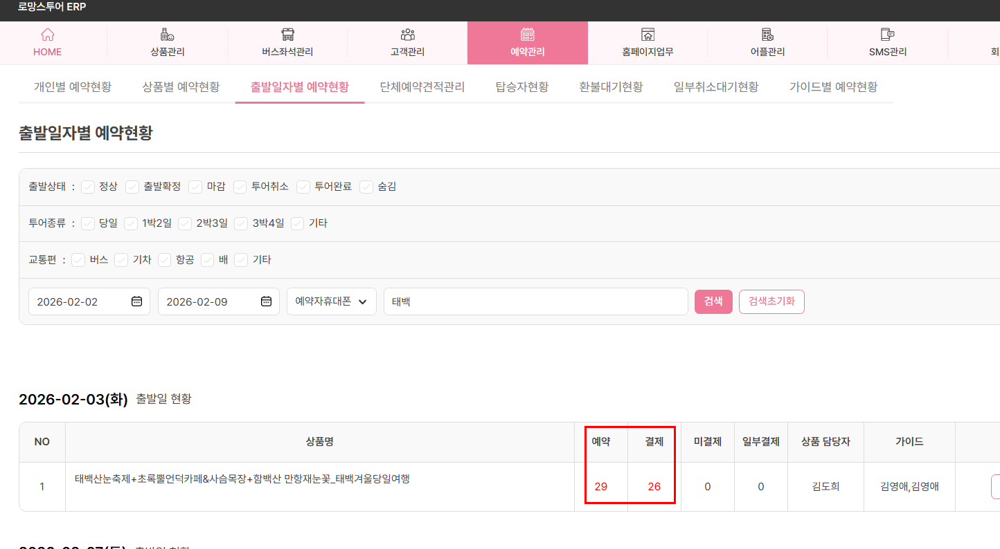 로망스투어 ERP
HOME 상품관리 버스좌석관리 고객관리 예약관리 홈페이지업무 어플관리 SMS관리 회
개인별 예약현황 상품별 예약현황 출발일자별 예약현황 단체예약견적관리 탑승자현황 환불대기현황 일부취소대기현황 가이드별 예약현황
출발일자별 예약현황
출발상태 : 정상 출발확정 마감 투어취소 투어완료 숨김
투어종류 : 당일 1박2일 2박3일 3박4일 기타
교통편 : 버스 기차 항공 배 기타
2026-02-02 2026-02-09 예약자휴대폰 태백 검색 검색초기화
2026-02-03(화) 출발일 현황
NO 상품명 예약 결제 미결제 일부결제 상품 담당자 가이드
1 태백산눈축제+초록뿔언덕카페&사슴목장+함백산 만항재눈꽃_태백겨울당일여행 29 26 0 0 김도희 김영애,김영애